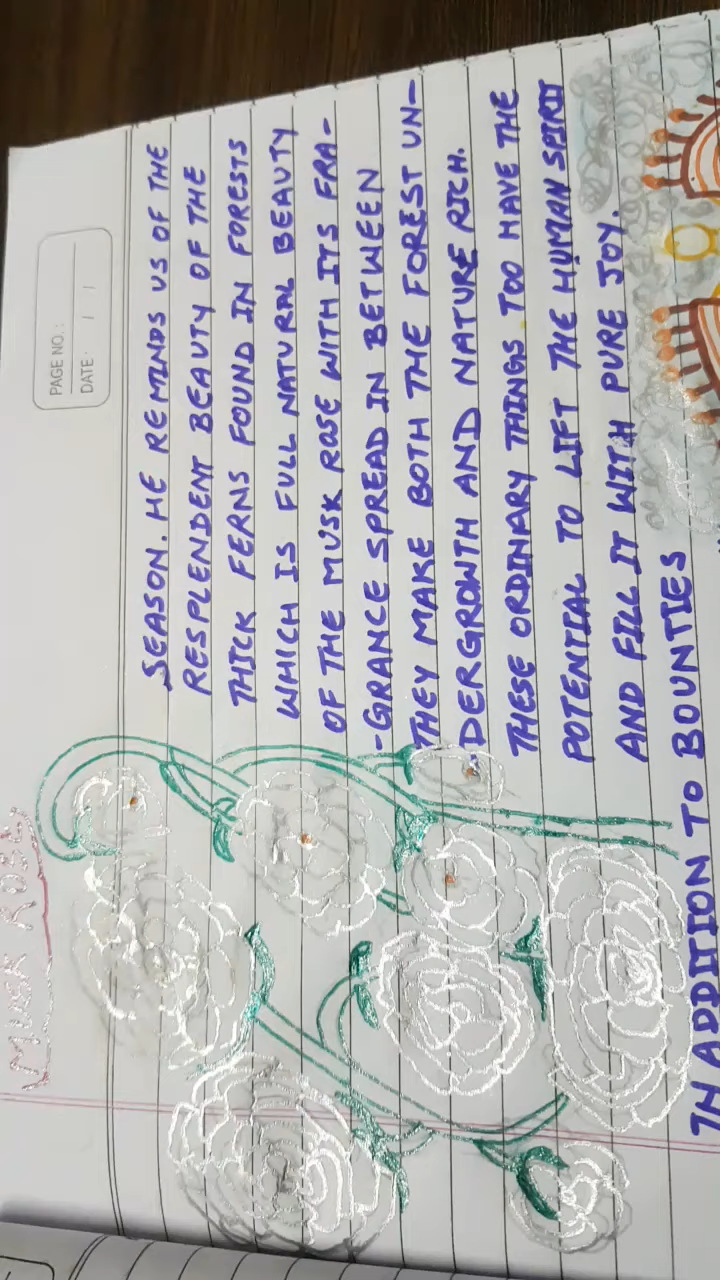 PAGE NO.:
DATE: / /
MUSK ROSE.
SEASON. HE REMINDS US OF THE
RESPLENDENT BEAUTY OF THE
THICK FERNS FOUND IN FORESTS
WHICH IS FULL NATURAL BEAUTY
OF THE MUSK ROSE WITH ITS FRA-
-GRANCE SPREAD IN BETWEEN
THEY MAKE BOTH THE FOREST UN-
DERGROWTH AND NATURE RICH.
THESE ORDINARY THINGS TOO HAVE THE
POTENTIAL TO LIFT THE HUMAN SPIRIT
AND FILL IT WITH PURE JOY.
IN ADDITION TO BOUNTIES